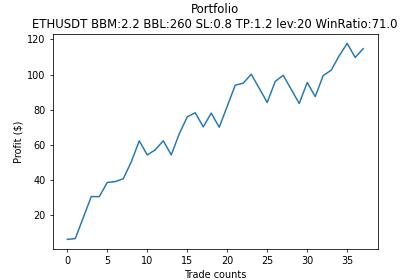 Portfolio
ETHUSDT BBM:2.2 BBL:260 SL:0.8 TP:1.2 lev:20 WinRatio:71.0
120
100
80
60
40
20
Profit ($)
0 5 10 15 20 25 30 35
Trade counts